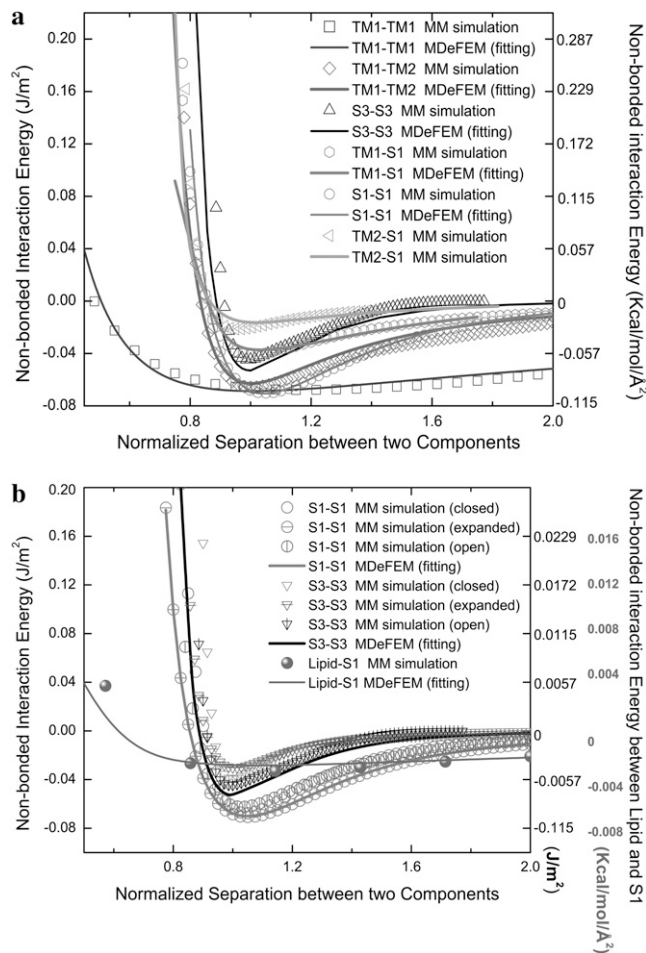 a
0.20
0.16
0.12
0.08
0.04
0.00
-0.04
-0.08
Non-bonded Interaction Energy (J/m²)
TM1-TM1 MM simulation
TM1-TM1 MDeFEM (fitting)
TM1-TM2 MM simulation
TM1-TM2 MDeFEM (fitting)
S3-S3 MM simulation
S3-S3 MDeFEM (fitting)
TM1-S1 MM simulation
TM1-S1 MDeFEM (fitting)
S1-S1 MM simulation
S1-S1 MDeFEM (fitting)
TM2-S1 MM simulation
TM2-S1 MM simulation
0.287
0.229
0.172
0.115
0.057
0
-0.057
-0.115
Non-bonded interaction Energy (Kcal/mol/Å²)
0.8 1.2 1.6 2.0
Normalized Separation between two Components
b
0.20
0.16
0.12
0.08
0.04
0.00
-0.04
-0.08
Non-bonded Interaction Energy (J/m²)
S1-S1 MM simulation (closed)
S1-S1 MM simulation (expanded)
S1-S1 MM simulation (open)
S1-S1 MDeFEM (fitting)
S3-S3 MM simulation (closed)
S3-S3 MM simulation (expanded)
S3-S3 MM simulation (open)
S3-S3 MDeFEM (fitting)
Lipid-S1 MM simulation
Lipid-S1 MDeFEM (fitting)
0.0229
0.0172
0.0115
0.0057
0
-0.0057
-0.0115
(J/m²)
0.016
0.012
0.008
0.004
0
-0.004
-0.008
(Kcal/mol/Å²)
Non-bonded interaction Energy between Lipid and S1
0.8 1.2 1.6 2.0
Normalized Separation between two Components